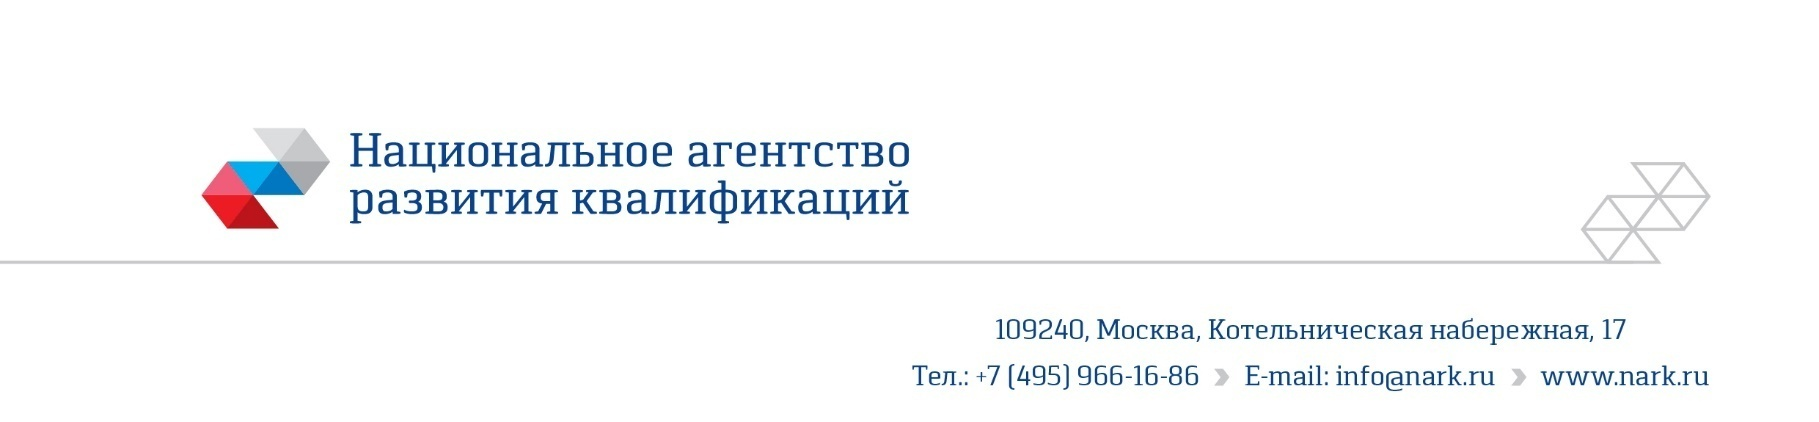 Национальное агентство
развития квалификаций
109240, Москва, Котельническая набережная, 17
Тел.: +7 (495) 966-16-86 › E-mail: info@nark.ru › www.nark.ru